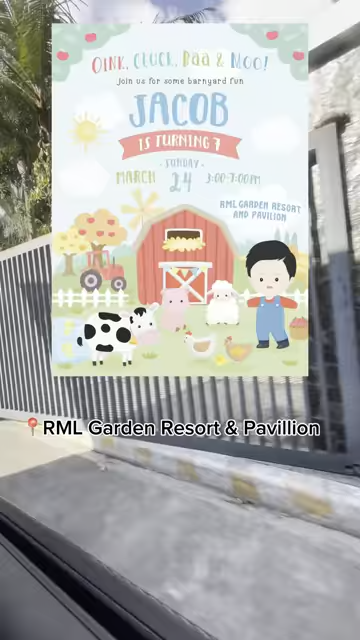 OINK, CLUCK, BAA & MOO!
join us for some barnyard fun
JACOB
IS TURNING 7
- SUNDAY -
MARCH 24 3:00-7:00PM
RML GARDEN RESORT
AND PAVILION
📍RML Garden Resort & Pavillion